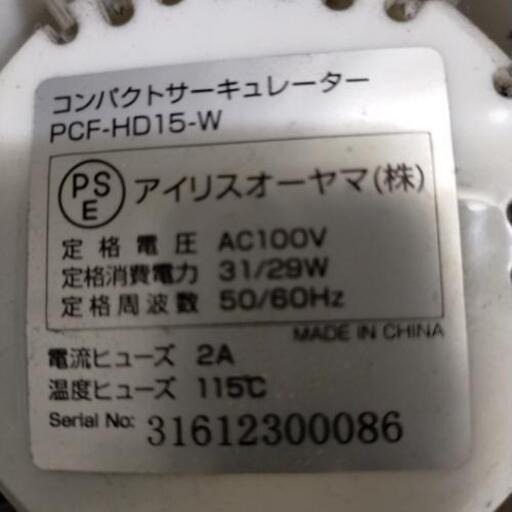 コンパクトサーキュレーター
PCF-HD15-W
PSE アイリスオーヤマ(株)
定格電圧 AC100V
定格消費電力 31/29W
定格周波数 50/60Hz
MADE IN CHINA
電流ヒューズ 2A
温度ヒューズ 115℃
Serial No: 31612300086